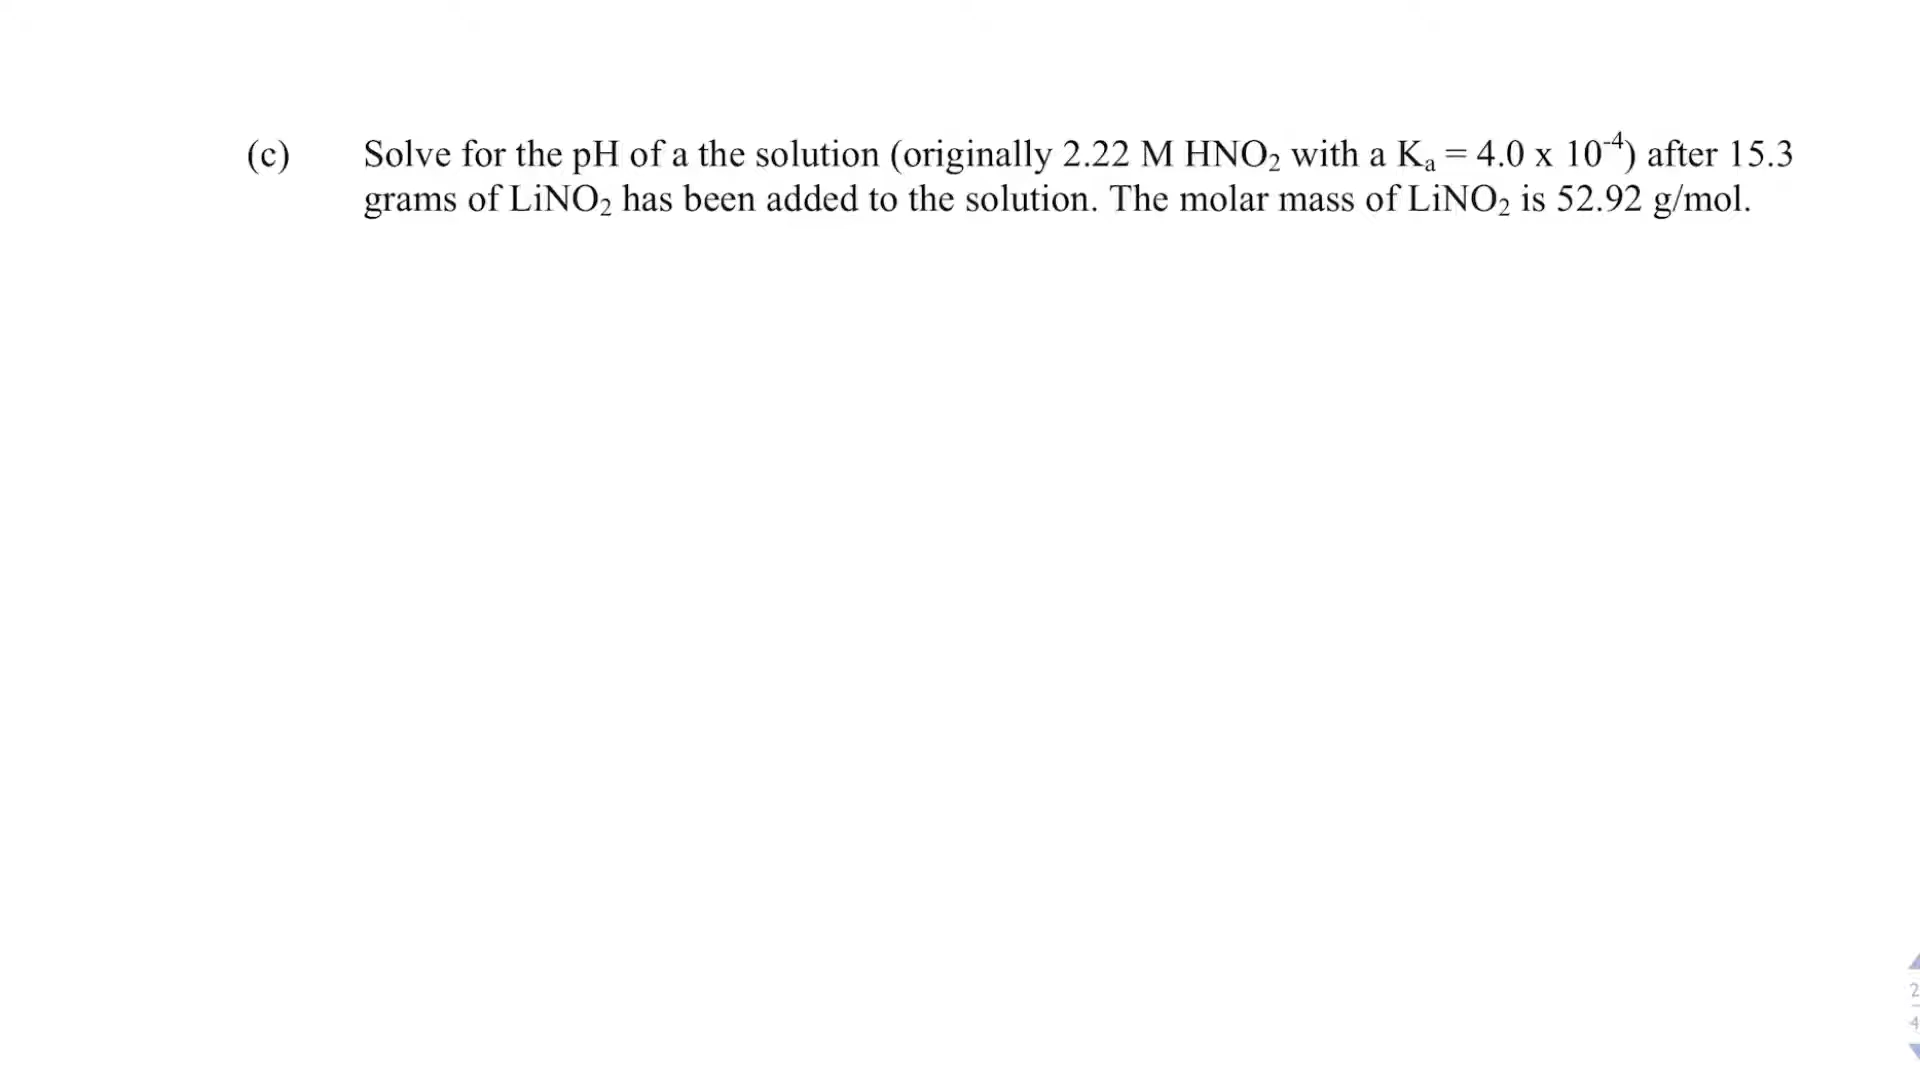 (c) Solve for the pH of a the solution (originally 2.22 M HNO₂ with a Kₐ = 4.0 x 10⁻⁴) after 15.3
grams of LiNO₂ has been added to the solution. The molar mass of LiNO₂ is 52.92 g/mol.
2
4